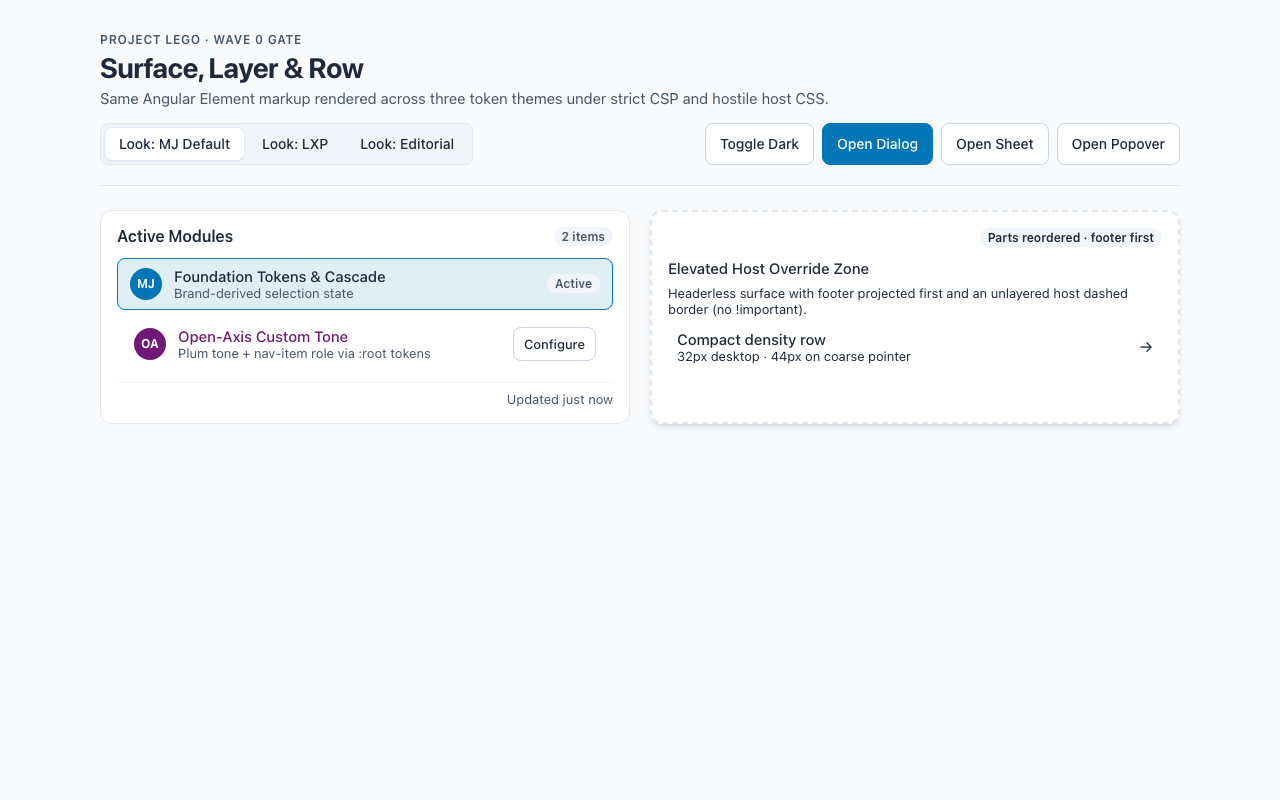 PROJECT LEGO · WAVE 0 GATE
Surface, Layer & Row
Same Angular Element markup rendered across three token themes under strict CSP and hostile host CSS.
Look: MJ Default
Look: LXP
Look: Editorial
Toggle Dark
Open Dialog
Open Sheet
Open Popover
Active Modules
2 items
MJ
Foundation Tokens & Cascade
Brand-derived selection state
Active
OA
Open-Axis Custom Tone
Plum tone + nav-item role via :root tokens
Configure
Updated just now
Parts reordered · footer first
Elevated Host Override Zone
Headerless surface with footer projected first and an unlayered host dashed
border (no !important).
Compact density row
32px desktop · 44px on coarse pointer
→